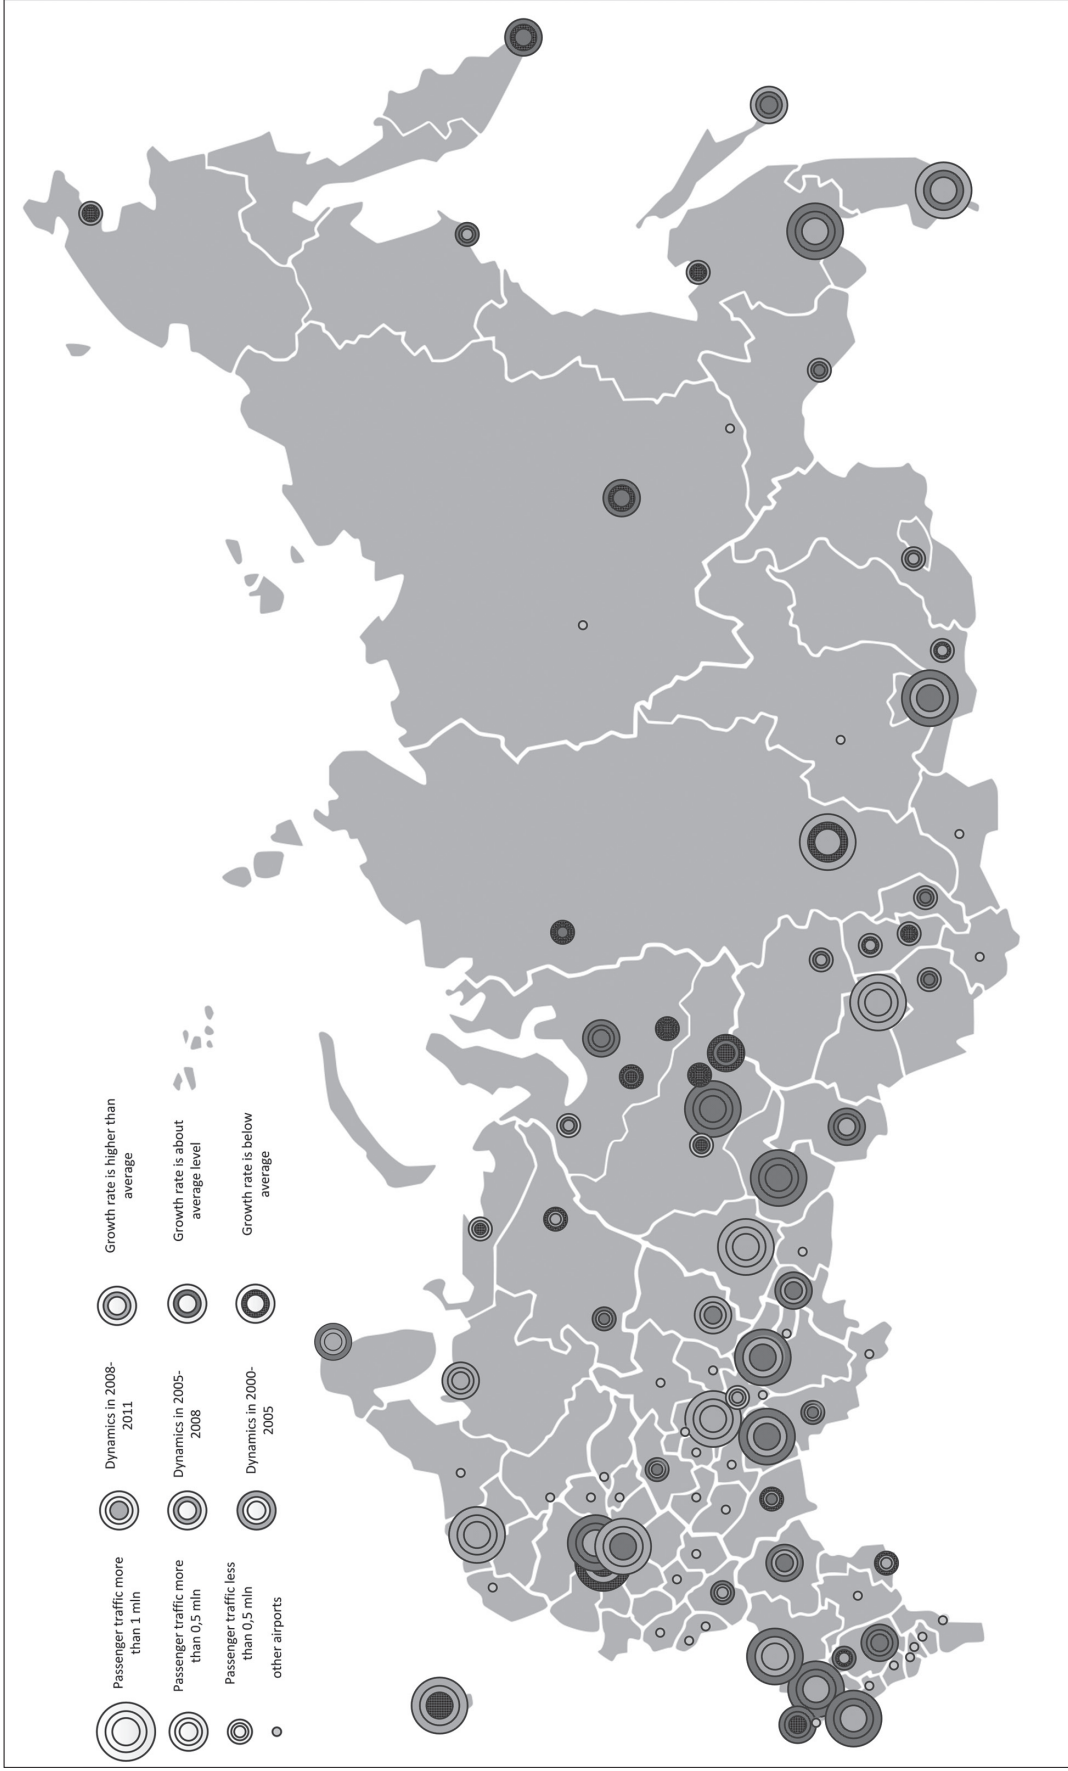 Passenger traffic more
than 1 mln
Passenger traffic more
than 0,5 mln
Passenger traffic less
than 0,5 mln
other airports
Dynamics in 2008-
2011
Dynamics in 2005-
2008
Dynamics in 2000-
2005
Growth rate is higher than
average
Growth rate is about
average level
Growth rate is below
average